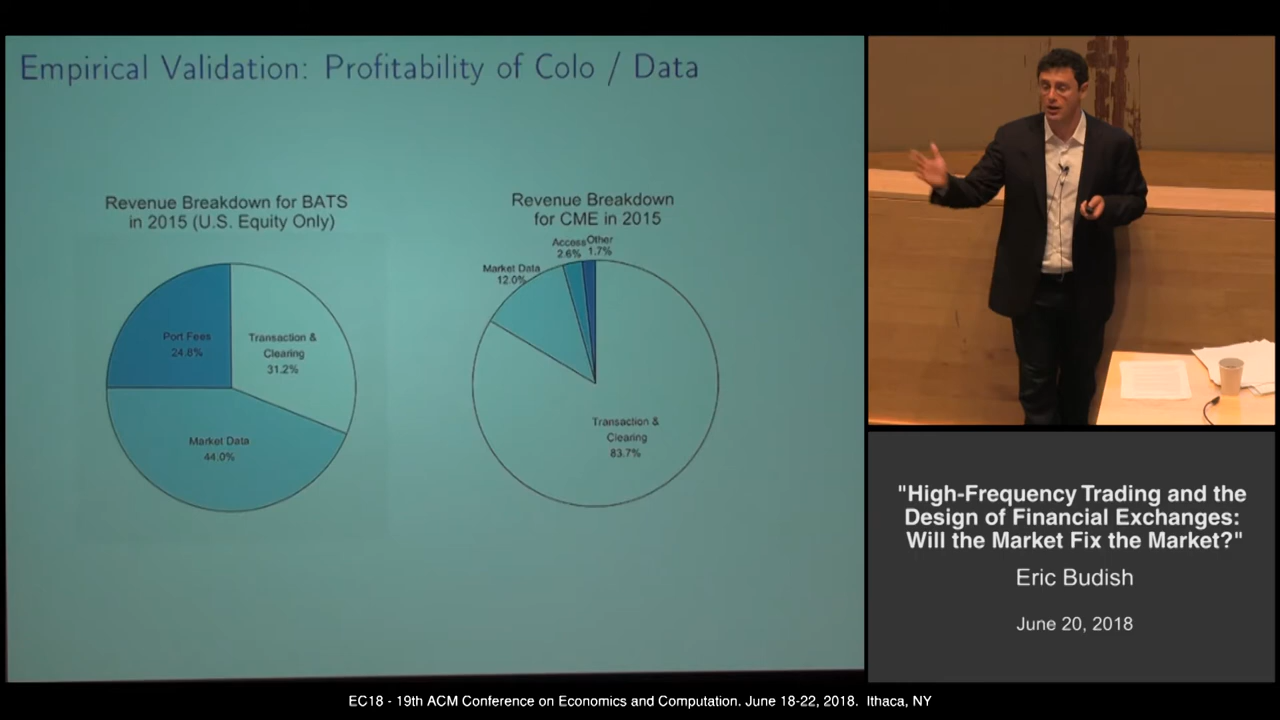 Empirical Validation: Profitability of Colo / Data
Revenue Breakdown for BATS
in 2015 (U.S. Equity Only)
Port Fees
24.8%
Transaction &
Clearing
31.2%
Market Data
44.0%
Revenue Breakdown
for CME in 2015
Access
2.6%
Other
1.7%
Market Data
12.0%
Transaction &
Clearing
83.7%
"High-Frequency Trading and the
Design of Financial Exchanges:
Will the Market Fix the Market?"
Eric Budish
June 20, 2018
EC18 - 19th ACM Conference on Economics and Computation. June 18-22, 2018. Ithaca, NY